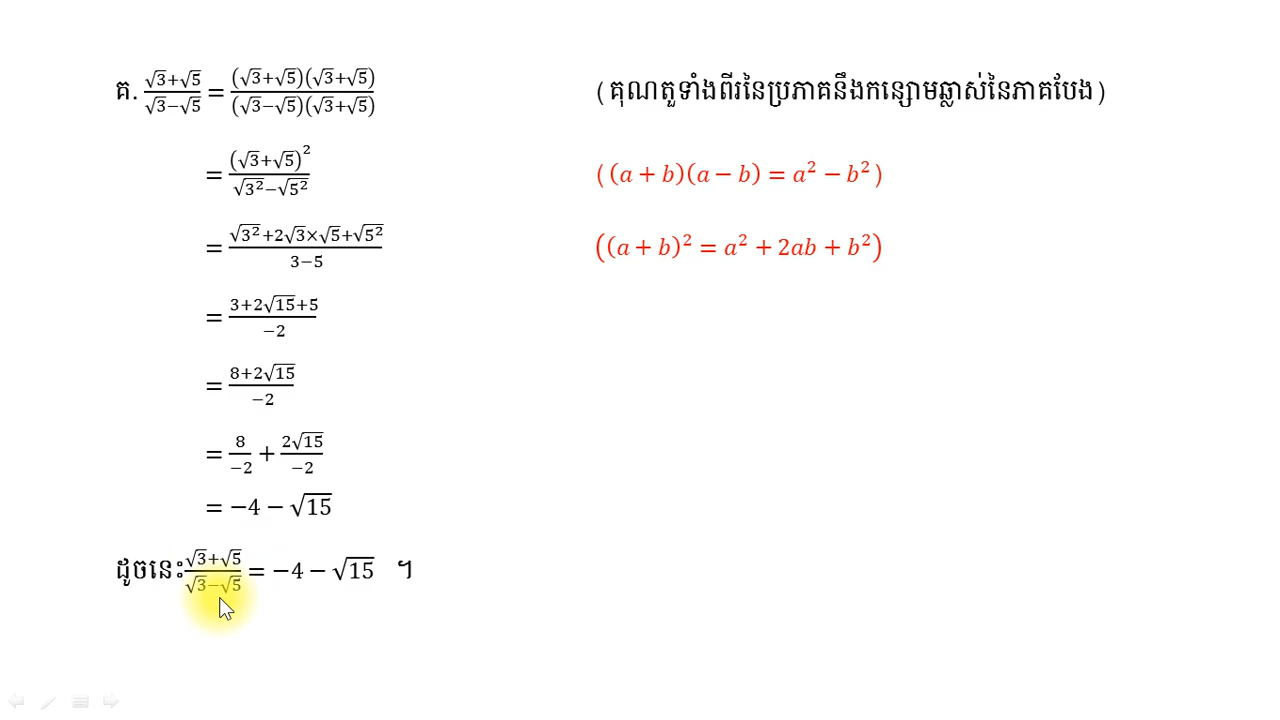 គ. (√3+√5)/(√3−√5) = ((√3+√5)(√3+√5))/((√3−√5)(√3+√5)) (គុណតួទាំងពីរនៃប្រភាគនឹងកន្សោមឆ្លាស់នៃភាគបែង)
= (√3+√5)²/(√3²−√5²) ((a + b)(a − b) = a² − b²)
= (√3²+2√3×√5+√5²)/(3−5) ((a + b)² = a² + 2ab + b²)
= (3+2√15+5)/(−2)
= (8+2√15)/(−2)
= 8/(−2) + (2√15)/(−2)
= −4 − √15
ដូចនេះ (√3+√5)/(√3−√5) = −4 − √15 ។